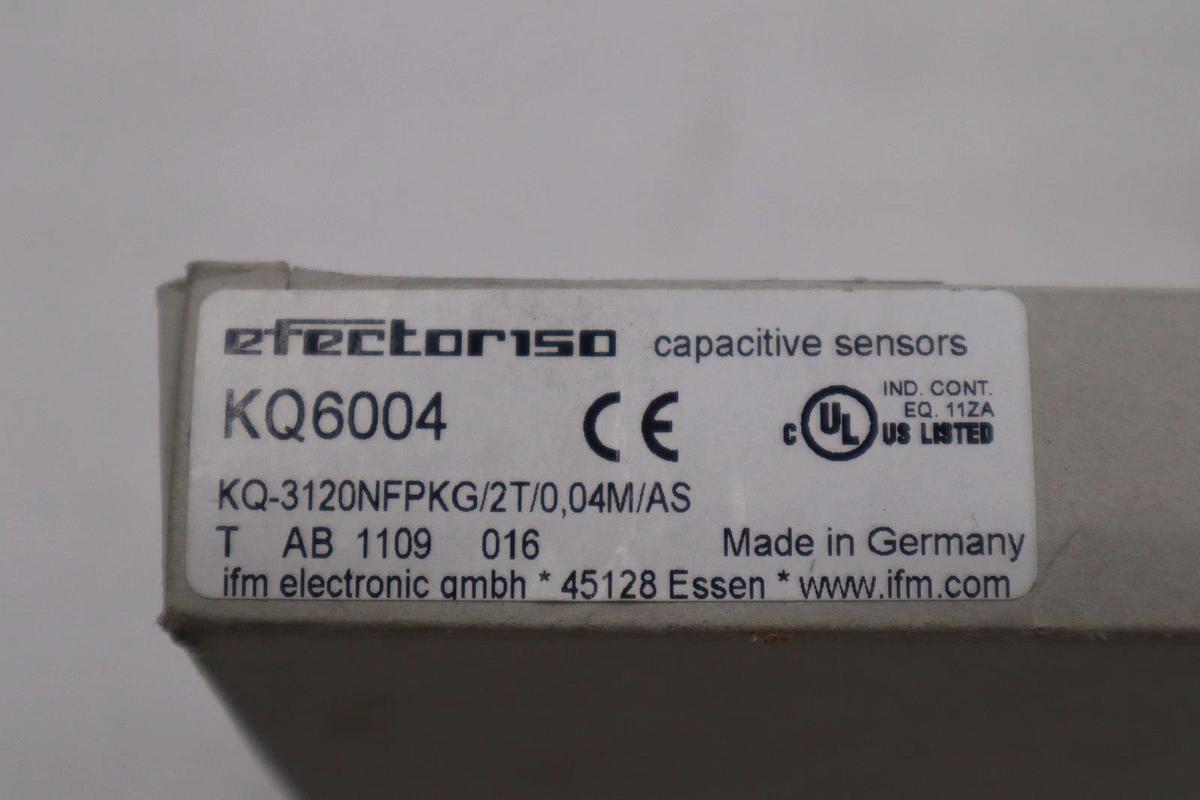 efector150 capacitive sensors
KQ6004 CE C UL US LISTED IND. CONT. EQ. 11ZA
KQ-3120NFPKG/2T/0,04M/AS
T AB 1109 016 Made in Germany
ifm electronic gmbh * 45128 Essen * www.ifm.com